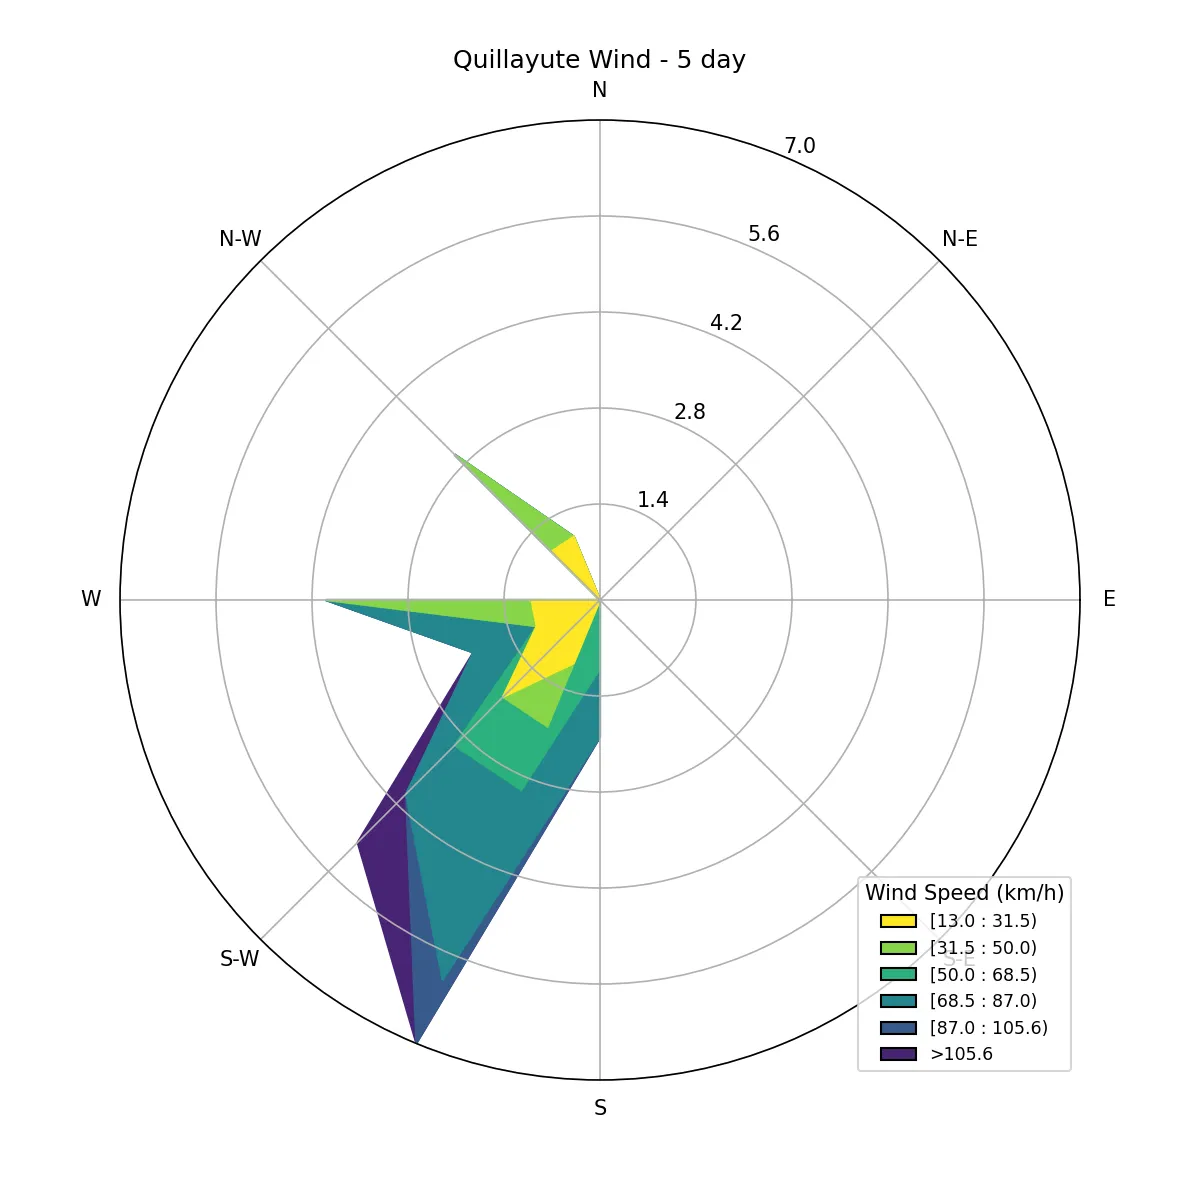 Quillayute Wind - 5 day
N
7.0
5.6
N-W
N-E
4.2
2.8
1.4
W
E
S-W
S-E
S
Wind Speed (km/h)
[13.0 : 31.5)
[31.5 : 50.0)
[50.0 : 68.5)
[68.5 : 87.0)
[87.0 : 105.6)
>105.6